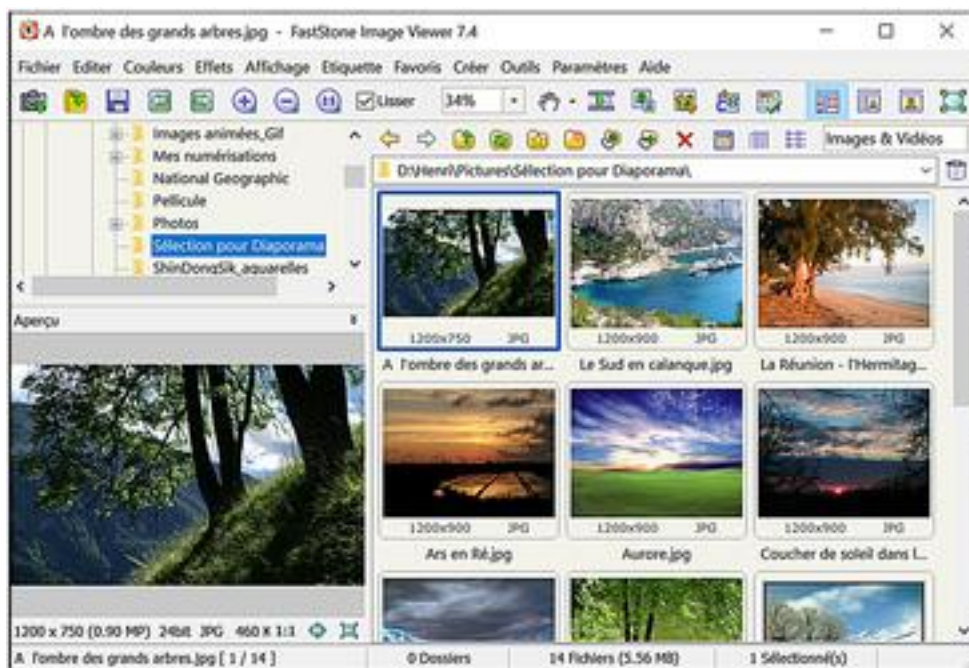 A l'ombre des grands arbres.jpg - FastStone Image Viewer 7.4
Fichier Editer Couleurs Effets Affichage Etiquette Favoris Créer Outils Paramètres Aide
Lisser 34% Images & Vidéos
Images animées_Gif
Mes numérisations
National Geographic
Pellicule
Photos
Sélection pour Diaporama
ShinDongSik_aquarelles
D:\Henri\Pictures\Sélection pour Diaporama\
1200x750 JPG 1200x900 JPG 1200x900 JPG
A l'ombre des grands ar... Le Sud en calanque.jpg La Réunion - l'Hermitag...
1200x900 JPG 1200x900 JPG 1200x900 JPG
Ars en Ré.jpg Aurore.jpg Coucher de soleil dans l...
Aperçu
1200 x 750 (0.90 MP) 24bit JPG 460 K 1:1
A l'ombre des grands arbres.jpg [ 1 / 14 ] 0 Dossiers 14 Fichiers (5.56 MB) 1 Sélectionné(s)